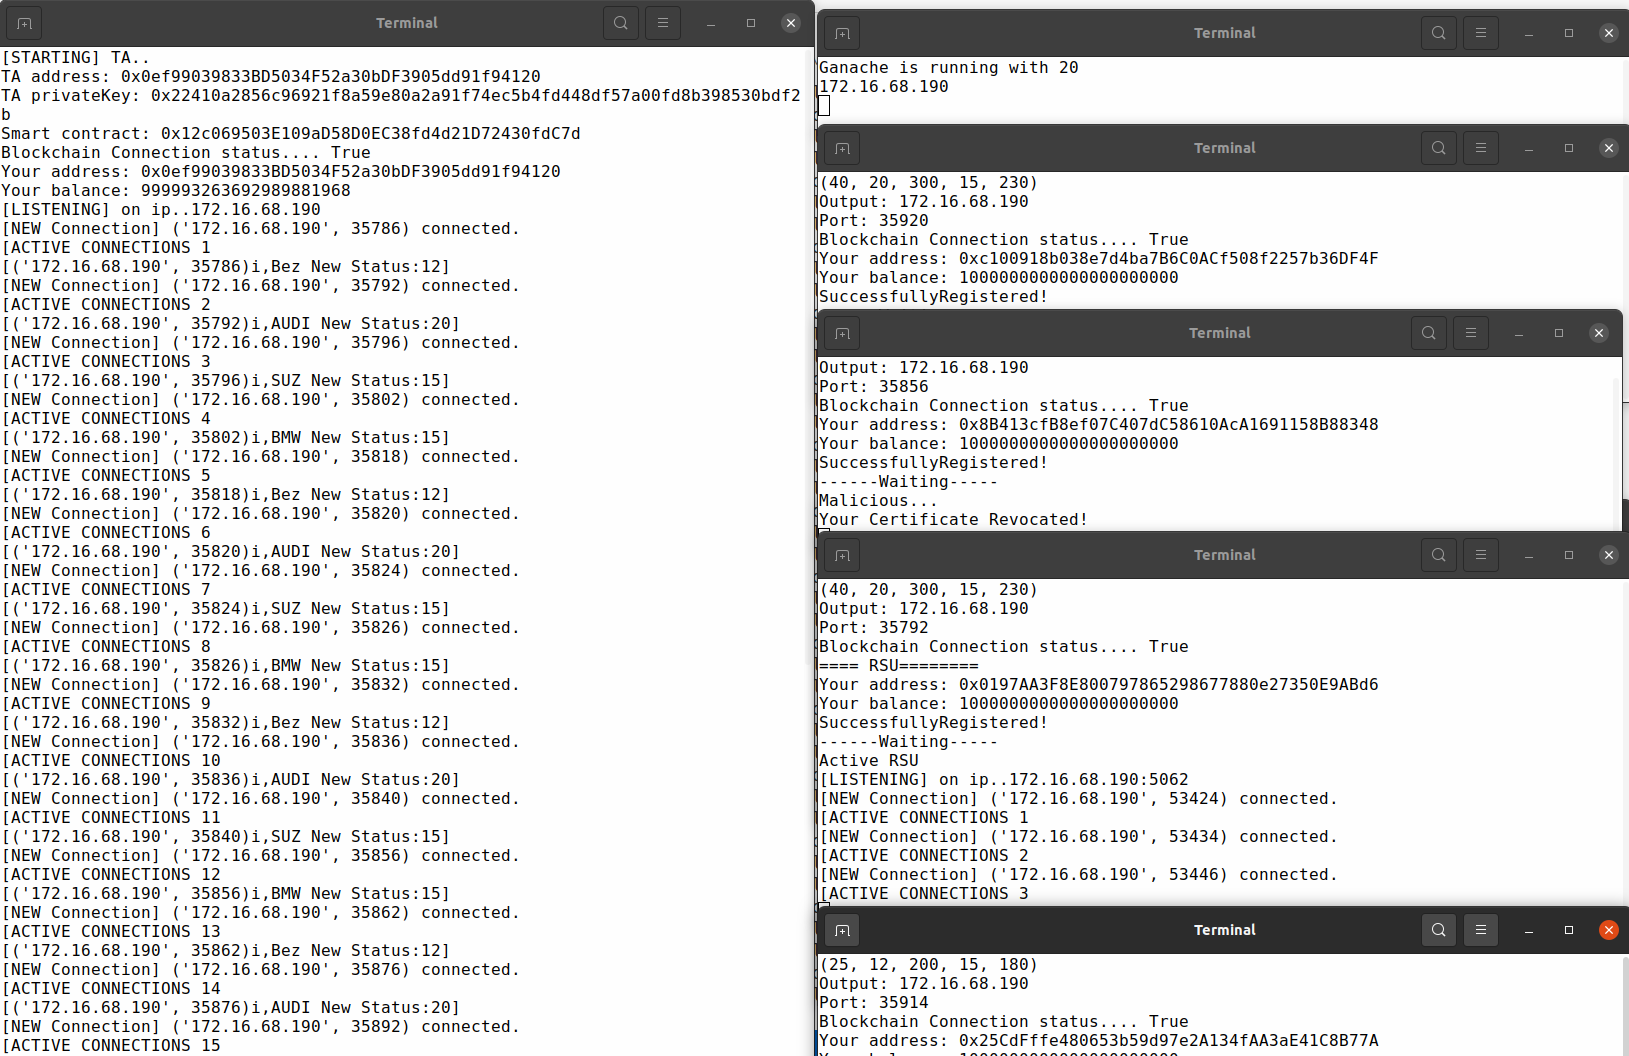 Terminal
[STARTING] TA..
TA address: 0x0ef99039833BD5034F52a30bDF3905dd91f94120
TA privateKey: 0x22410a2856c96921f8a59e80a2a91f74ec5b4fd448df57a00fd8b398530bdf2
b
Smart contract: 0x12c069503E109aD58D0EC38fd4d21D72430fdC7d
Blockchain Connection status.... True
Your address: 0x0ef99039833BD5034F52a30bDF3905dd91f94120
Your balance: 999993263692989881968
[LISTENING] on ip..172.16.68.190
[NEW Connection] ('172.16.68.190', 35786) connected.
[ACTIVE CONNECTIONS 1
[('172.16.68.190', 35786)i,Bez New Status:12]
[NEW Connection] ('172.16.68.190', 35792) connected.
[ACTIVE CONNECTIONS 2
[('172.16.68.190', 35792)i,AUDI New Status:20]
[NEW Connection] ('172.16.68.190', 35796) connected.
[ACTIVE CONNECTIONS 3
[('172.16.68.190', 35796)i,SUZ New Status:15]
[NEW Connection] ('172.16.68.190', 35802) connected.
[ACTIVE CONNECTIONS 4
[('172.16.68.190', 35802)i,BMW New Status:15]
[NEW Connection] ('172.16.68.190', 35818) connected.
[ACTIVE CONNECTIONS 5
[('172.16.68.190', 35818)i,Bez New Status:12]
[NEW Connection] ('172.16.68.190', 35820) connected.
[ACTIVE CONNECTIONS 6
[('172.16.68.190', 35820)i,AUDI New Status:20]
[NEW Connection] ('172.16.68.190', 35824) connected.
[ACTIVE CONNECTIONS 7
[('172.16.68.190', 35824)i,SUZ New Status:15]
[NEW Connection] ('172.16.68.190', 35826) connected.
[ACTIVE CONNECTIONS 8
[('172.16.68.190', 35826)i,BMW New Status:15]
[NEW Connection] ('172.16.68.190', 35832) connected.
[ACTIVE CONNECTIONS 9
[('172.16.68.190', 35832)i,Bez New Status:12]
[NEW Connection] ('172.16.68.190', 35836) connected.
[ACTIVE CONNECTIONS 10
[('172.16.68.190', 35836)i,AUDI New Status:20]
[NEW Connection] ('172.16.68.190', 35840) connected.
[ACTIVE CONNECTIONS 11
[('172.16.68.190', 35840)i,SUZ New Status:15]
[NEW Connection] ('172.16.68.190', 35856) connected.
[ACTIVE CONNECTIONS 12
[('172.16.68.190', 35856)i,BMW New Status:15]
[NEW Connection] ('172.16.68.190', 35862) connected.
[ACTIVE CONNECTIONS 13
[('172.16.68.190', 35862)i,Bez New Status:12]
[NEW Connection] ('172.16.68.190', 35876) connected.
[ACTIVE CONNECTIONS 14
[('172.16.68.190', 35876)i,AUDI New Status:20]
[NEW Connection] ('172.16.68.190', 35892) connected.
[ACTIVE CONNECTIONS 15
Terminal
Ganache is running with 20
172.16.68.190
Terminal
(40, 20, 300, 15, 230)
Output: 172.16.68.190
Port: 35920
Blockchain Connection status.... True
Your address: 0xc100918b038e7d4ba7B6C0ACf508f2257b36DF4F
Your balance: 1000000000000000000000
SuccessfullyRegistered!
Terminal
Output: 172.16.68.190
Port: 35856
Blockchain Connection status.... True
Your address: 0x8B413cfB8ef07C407dC58610AcA1691158B88348
Your balance: 1000000000000000000000
SuccessfullyRegistered!
------Waiting-----
Malicious...
Your Certificate Revocated!
Terminal
(40, 20, 300, 15, 230)
Output: 172.16.68.190
Port: 35792
Blockchain Connection status.... True
==== RSU========
Your address: 0x0197AA3F8E800797865298677880e27350E9ABd6
Your balance: 1000000000000000000000
SuccessfullyRegistered!
------Waiting-----
Active RSU
[LISTENING] on ip..172.16.68.190:5062
[NEW Connection] ('172.16.68.190', 53424) connected.
[ACTIVE CONNECTIONS 1
[NEW Connection] ('172.16.68.190', 53434) connected.
[ACTIVE CONNECTIONS 2
[NEW Connection] ('172.16.68.190', 53446) connected.
[ACTIVE CONNECTIONS 3
Terminal
(25, 12, 200, 15, 180)
Output: 172.16.68.190
Port: 35914
Blockchain Connection status.... True
Your address: 0x25CdFffe480653b59d97e2A134fAA3aE41C8B77A